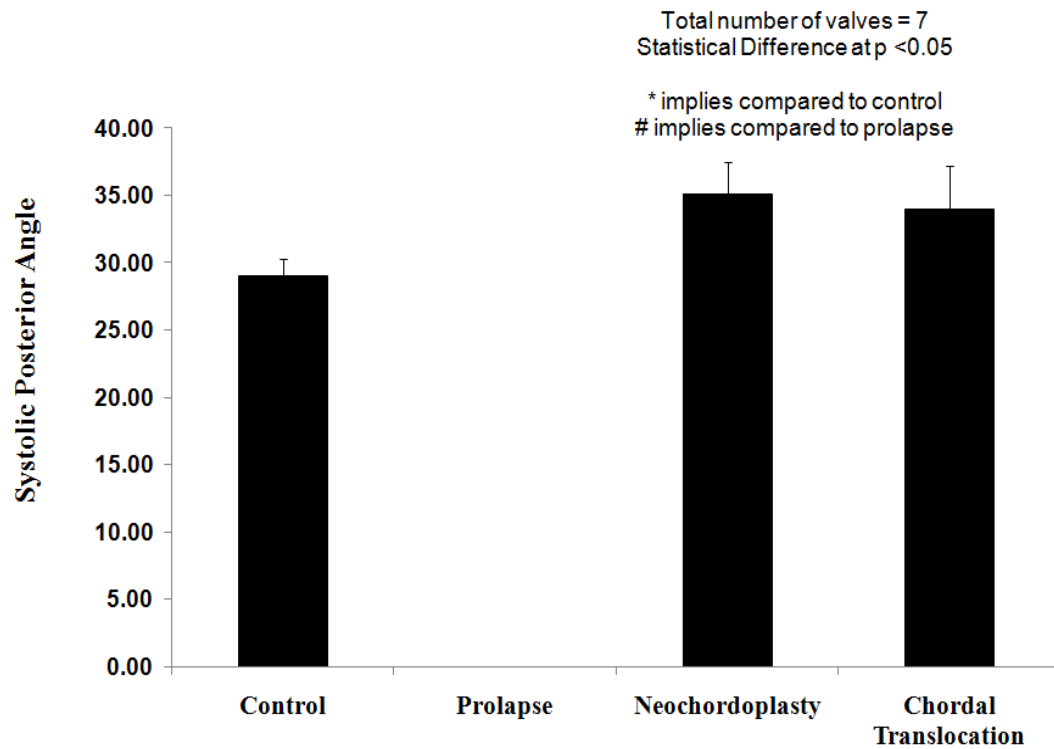 Total number of valves = 7
Statistical Difference at p <0.05
* implies compared to control
# implies compared to prolapse
40.00
35.00
30.00
25.00
20.00
15.00
10.00
5.00
0.00
Systolic Posterior Angle
Control
Prolapse
Neochordoplasty
Chordal
Translocation